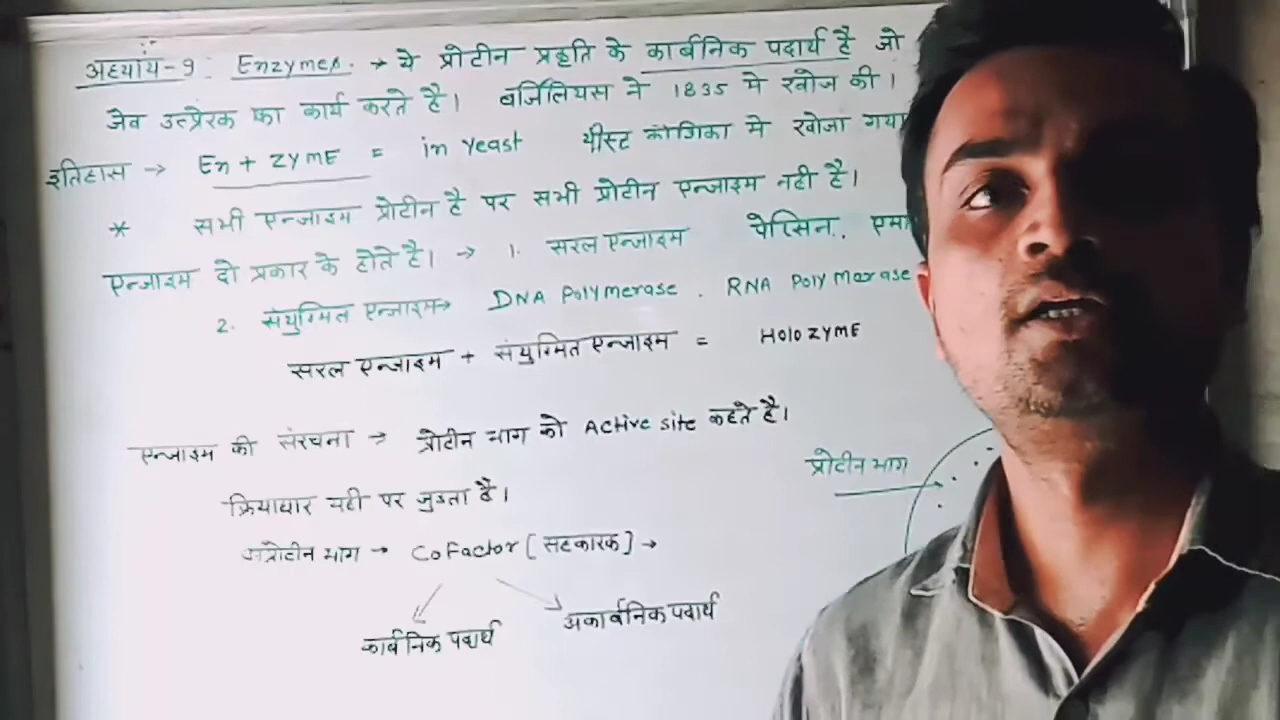 अध्याय-9: Enzymes. → ये प्रोटीन प्रकृति के कार्बनिक पदार्थ है जो
जैव उत्प्रेरक का कार्य करते है। बर्जिलियस ने 1835 मे खोज की।
इतिहास → En + ZYME = in Yeast यीस्ट कोशिका मे खोजा गया
* सभी एन्जाइम प्रोटीन है पर सभी प्रोटीन एन्जाइम नही है।
एन्जाइम दो प्रकार के होते है। → 1. सरल एन्जाइम पेप्सिन,
2. संयुग्मित एन्जाइम→ DNA Polymerase . RNA Polymarase
सरल एन्जाइम + संयुग्मित एन्जाइम = HOLOZYME
एन्जाइम की संरचना → प्रोटीन भाग को Active site कहते है।
प्रोटीन भाग
क्रियाधार यही पर जुडता है।
अप्रोटीन भाग → CoFactor [सहकारक] →
कार्बनिक पदार्थ अकार्बनिक पदार्थ